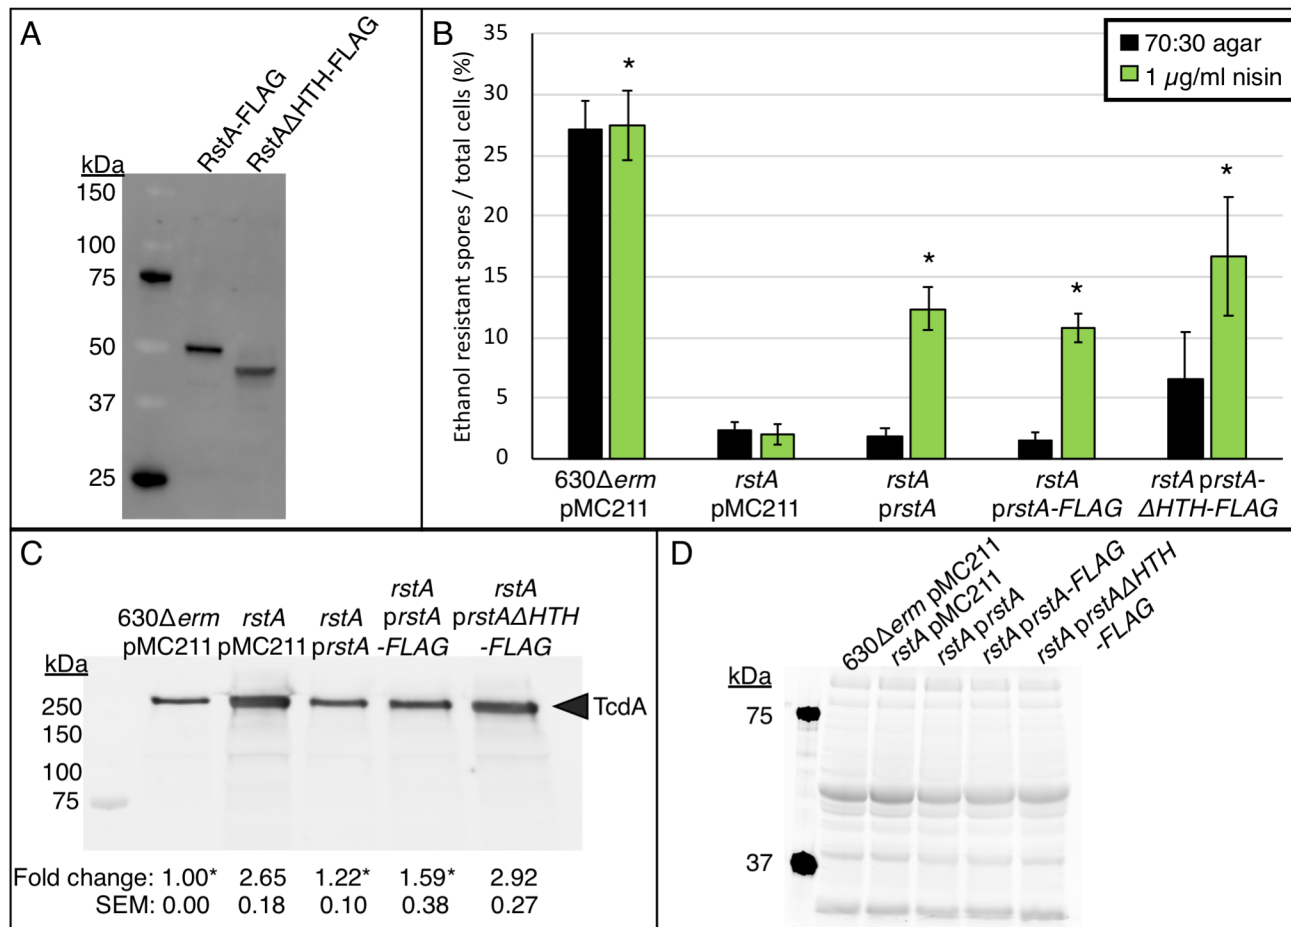 A
RstA-FLAG
RstAΔHTH-FLAG
kDa
150
100
75
50
37
25
B
Ethanol resistant spores / total cells (%)
35
30
25
20
15
10
5
0
70:30 agar
1 µg/ml nisin
*
*
*
*
630Δerm
pMC211
rstA
pMC211
rstA
prstA
rstA
prstA-FLAG
rstA prstA-
ΔHTH-FLAG
C
630Δerm
pMC211
rstA
pMC211
rstA
prstA
rstA
prstA
-FLAG
rstA
prstAΔHTH
-FLAG
kDa
250
150
100
75
TcdA
Fold change: 1.00* 2.65 1.22* 1.59* 2.92
SEM: 0.00 0.18 0.10 0.38 0.27
D
630Δerm pMC211
rstA pMC211
rstA prstA
rstA prstA-FLAG
rstA prstAΔHTH
-FLAG
kDa
75
37